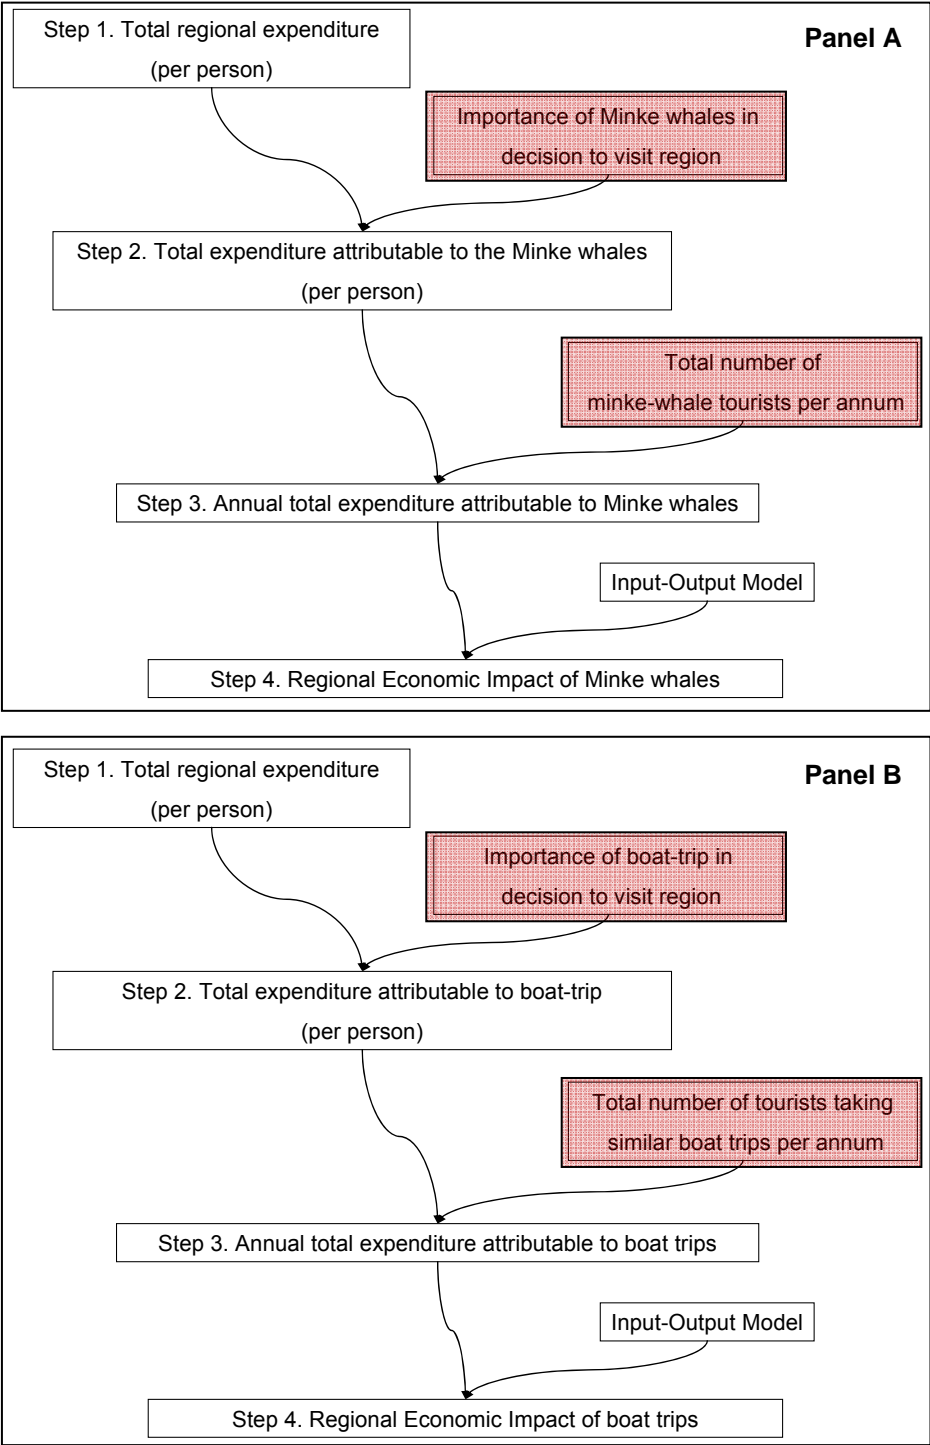 Step 1. Total regional expenditure
(per person)
Panel A
Importance of Minke whales in
decision to visit region
Step 2. Total expenditure attributable to the Minke whales
(per person)
Total number of
minke-whale tourists per annum
Step 3. Annual total expenditure attributable to Minke whales
Input-Output Model
Step 4. Regional Economic Impact of Minke whales
Step 1. Total regional expenditure
(per person)
Panel B
Importance of boat-trip in
decision to visit region
Step 2. Total expenditure attributable to boat-trip
(per person)
Total number of tourists taking
similar boat trips per annum
Step 3. Annual total expenditure attributable to boat trips
Input-Output Model
Step 4. Regional Economic Impact of boat trips